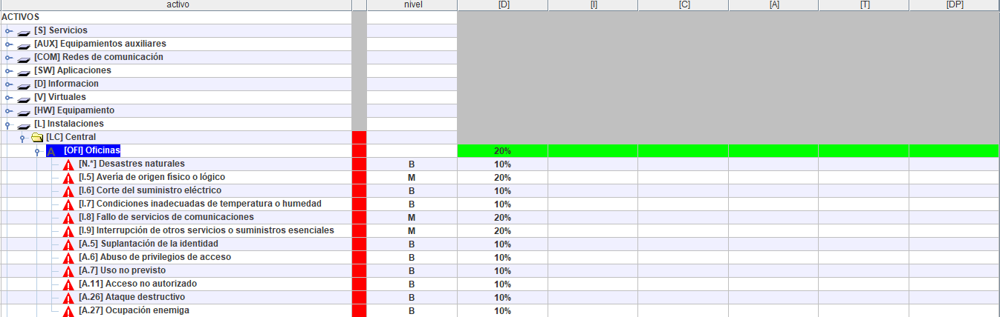 activo nivel [D] [I] [C] [A] [T] [DP]
ACTIVOS
[S] Servicios
[AUX] Equipamientos auxiliares
[COM] Redes de comunicación
[SW] Aplicaciones
[D] Informacion
[V] Virtuales
[HW] Equipamiento
[L] Instalaciones
[LC] Central
A [OFI] Oficinas 20%
[N.*] Desastres naturales B 10%
[I.5] Avería de origen físico o lógico M 20%
[I.6] Corte del suministro eléctrico B 10%
[I.7] Condiciones inadecuadas de temperatura o humedad B 10%
[I.8] Fallo de servicios de comunicaciones M 20%
[I.9] Interrupción de otros servicios o suministros esenciales M 20%
[A.5] Suplantación de la identidad B 10%
[A.6] Abuso de privilegios de acceso B 10%
[A.7] Uso no previsto B 10%
[A.11] Acceso no autorizado B 10%
[A.26] Ataque destructivo B 10%
[A.27] Ocupación enemiga B 10%